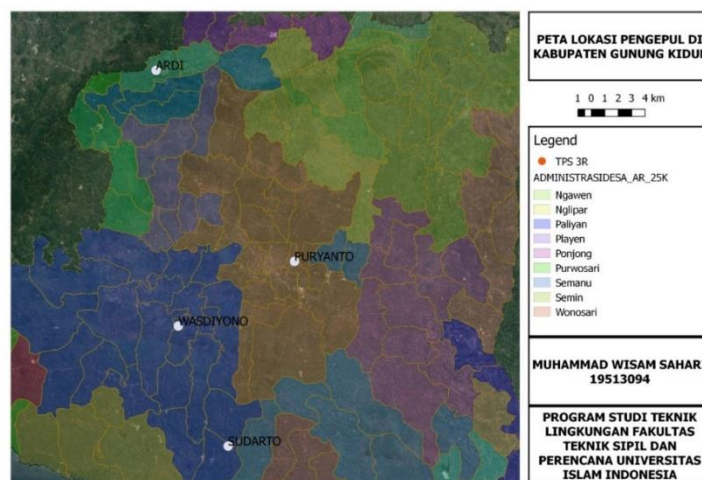 PETA LOKASI PENGEPUL DI
KABUPATEN GUNUNG KIDUL
1 0 1 2 3 4 km
Legend
TPS 3R
ADMINISTRASIDESA_AR_25K
Ngawen
Nglipar
Paliyan
Playen
Ponjong
Purwosari
Semanu
Semin
Wonosari
MUHAMMAD WISAM SAHARI
19513094
PROGRAM STUDI TEKNIK
LINGKUNGAN FAKULTAS
TEKNIK SIPIL DAN
PERENCANA UNIVERSITAS
ISLAM INDONESIA
ARDI
PURYANTO
WASDIYONO
SUDARTO